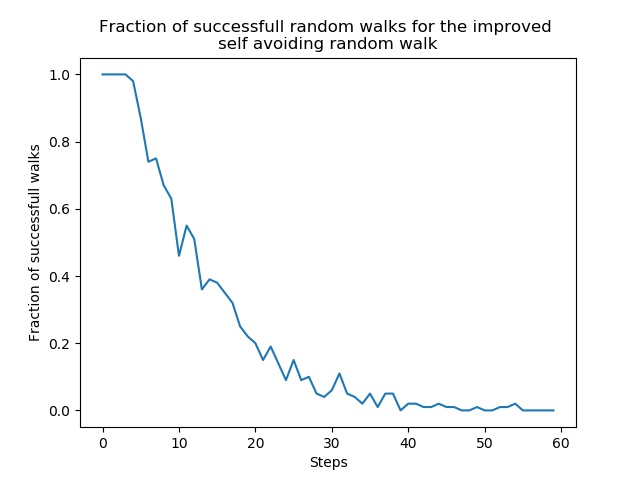 Fraction of successfull random walks for the improved
self avoiding random walk
Fraction of successfull walks
1.0
0.8
0.6
0.4
0.2
0.0
0 10 20 30 40 50 60
Steps